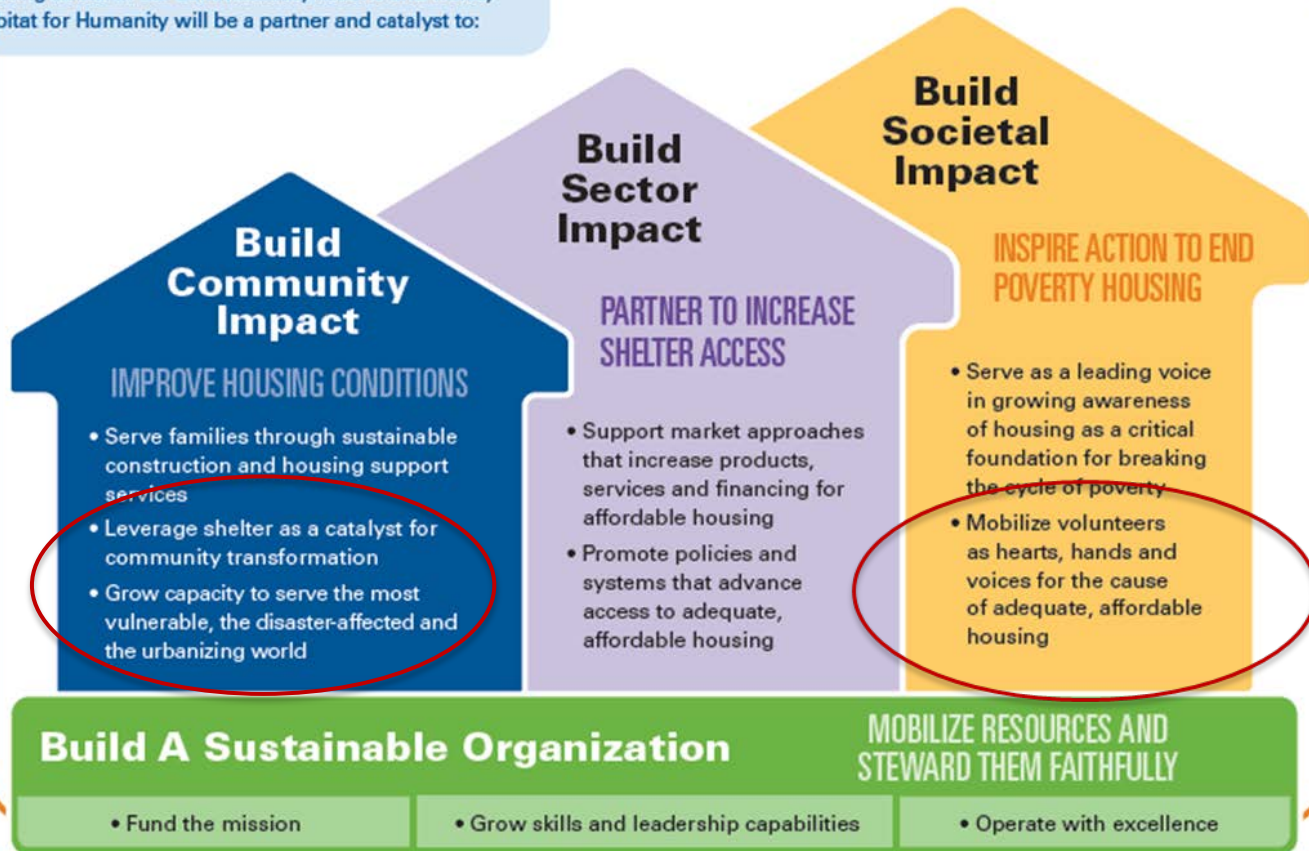 Habitat for Humanity will be a partner and catalyst to:
Build
Community
Impact
IMPROVE HOUSING CONDITIONS
• Serve families through sustainable
construction and housing support
services
• Leverage shelter as a catalyst for
community transformation
• Grow capacity to serve the most
vulnerable, the disaster-affected and
the urbanizing world
Build
Sector
Impact
PARTNER TO INCREASE
SHELTER ACCESS
• Support market approaches
that increase products,
services and financing for
affordable housing
• Promote policies and
systems that advance
access to adequate,
affordable housing
Build
Societal
Impact
INSPIRE ACTION TO END
POVERTY HOUSING
• Serve as a leading voice
in growing awareness
of housing as a critical
foundation for breaking
the cycle of poverty
• Mobilize volunteers
as hearts, hands and
voices for the cause
of adequate, affordable
housing
Build A Sustainable Organization
MOBILIZE RESOURCES AND
STEWARD THEM FAITHFULLY
• Fund the mission
• Grow skills and leadership capabilities
• Operate with excellence